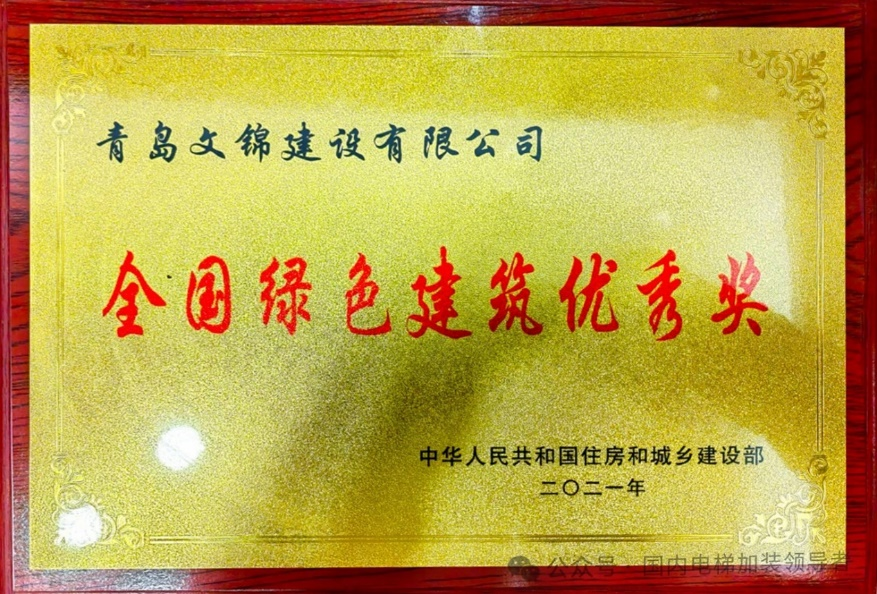 青岛文锦建设有限公司
全国绿色建筑优秀奖
中华人民共和国住房和城乡建设部
二〇二一年
公众号·国内电梯加装领导者